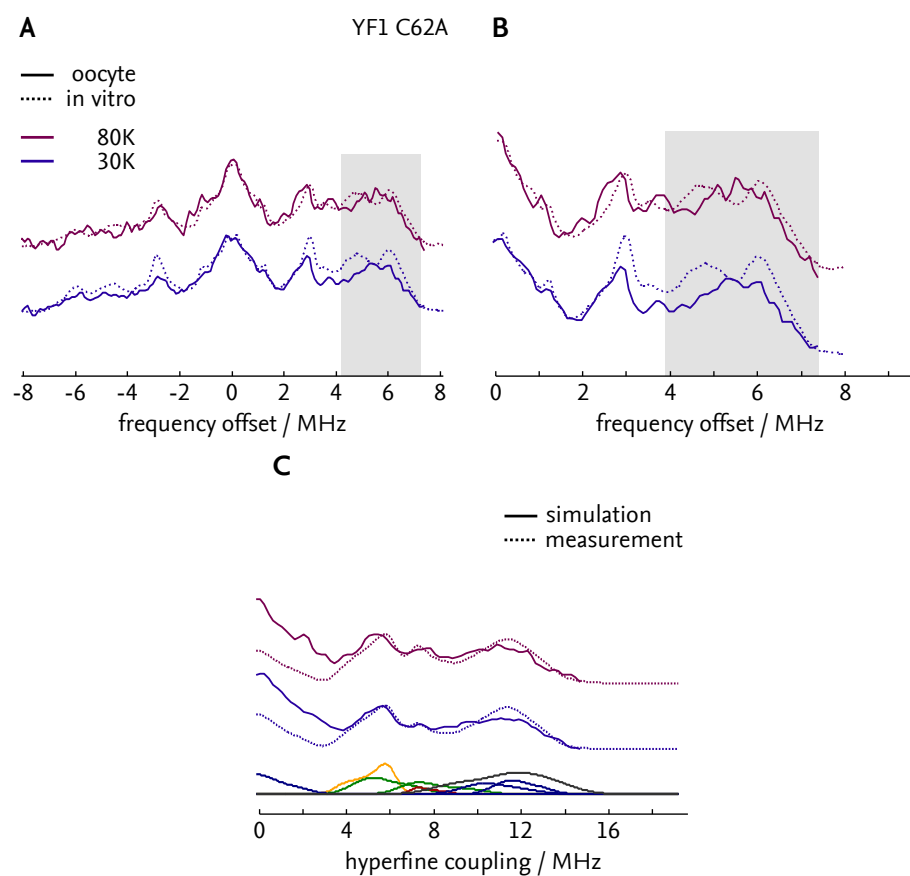 A
YF1 C62A
B
oocyte
in vitro
80K
30K
-8 -6 -4 -2 0 2 4 6 8
0 2 4 6 8
frequency offset / MHz
frequency offset / MHz
C
simulation
measurement
0 4 8 12 16
hyperfine coupling / MHz